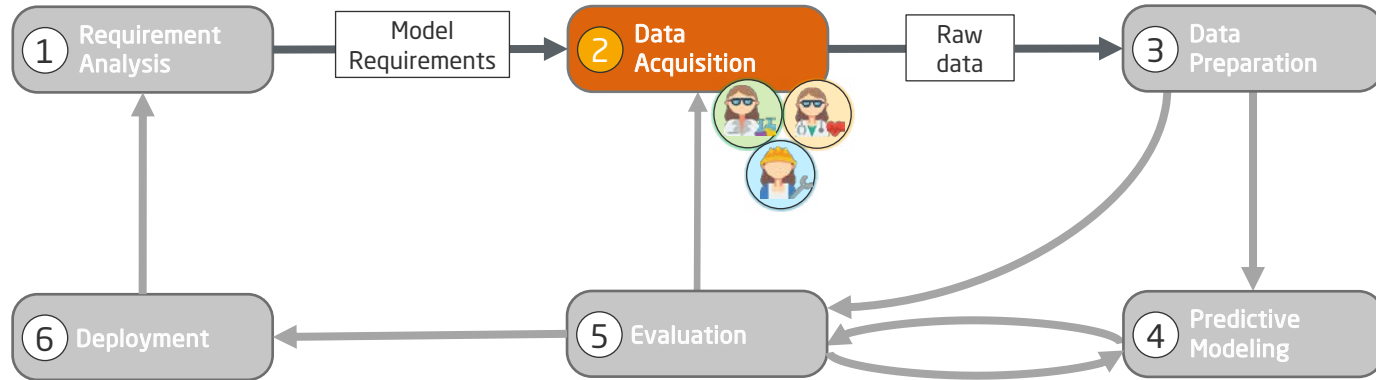 1
Requirement
Analysis
Model
Requirements
2
Data
Acquisition
Raw
data
3
Data
Preparation
6
Deployment
5
Evaluation
4
Predictive
Modeling